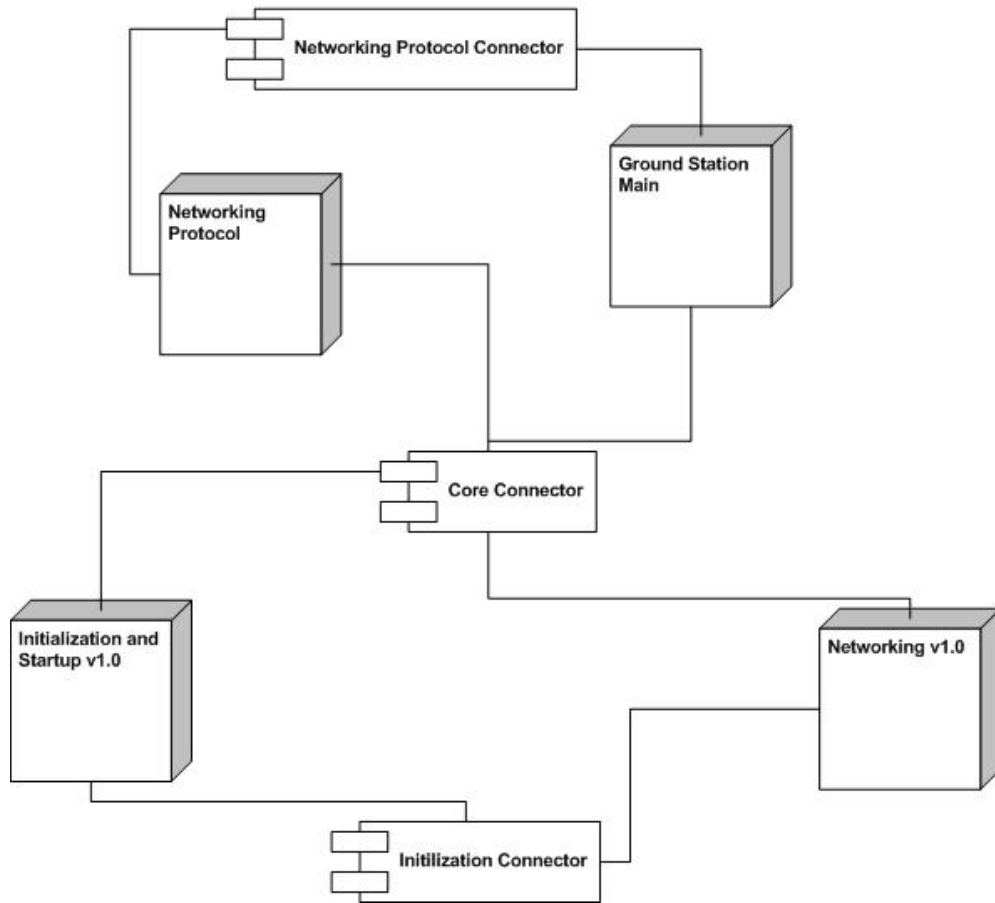 Networking Protocol Connector
Ground Station
Main
Networking
Protocol
Core Connector
Initialization and
Startup v1.0
Networking v1.0
Initilization Connector